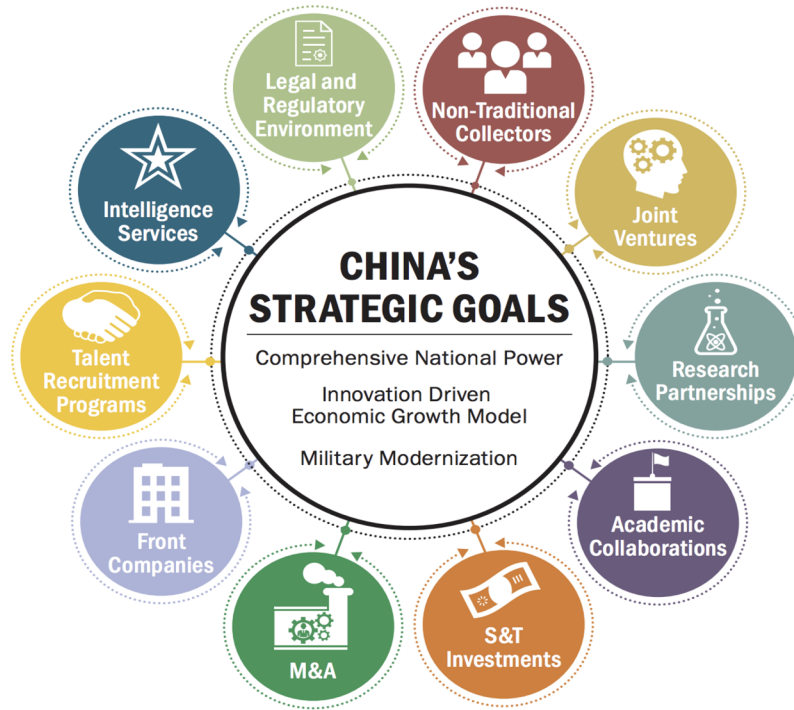 CHINA'S
STRATEGIC GOALS
Comprehensive National Power
Innovation Driven
Economic Growth Model
Military Modernization
Legal and
Regulatory
Environment
Non-Traditional
Collectors
Joint
Ventures
Research
Partnerships
Academic
Collaborations
S&T
Investments
M&A
Front
Companies
Talent
Recruitment
Programs
Intelligence
Services